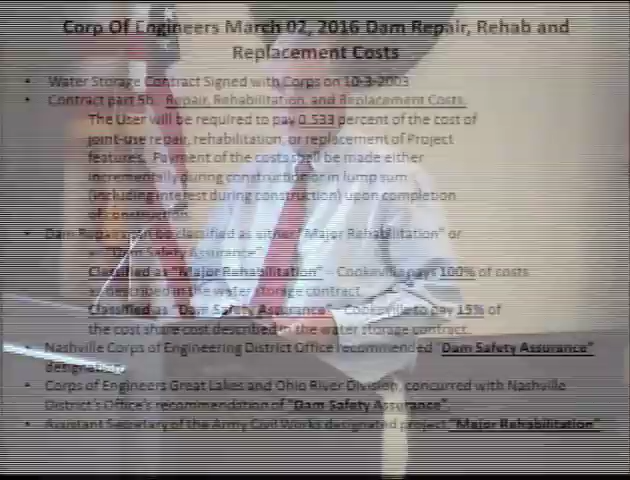 Corp Of Engineers March 02, 2016 Dam Repair, Rehab and
Replacement Costs
• Water Storage Contract Signed with Corps on 10-3-2003
• Contract part 5b. Repair, Rehabilitation, and Replacement Costs.
The User will be required to pay 0.533 percent of the cost of
joint-use repair, rehabilitation, or replacement of Project
features. Payment of the costs shall be made either
incrementally during construction or in lump sum
(including interest during construction) upon completion
of construction.
• Dam Repair can be classified as either "Major Rehabilitation" or
"Dam Safety Assurance"
Classified as "Major Rehabilitation" – Cookeville pays 100% of costs
as described in the water storage contract.
Classified as "Dam Safety Assurance" – Cookeville to pay 15% of
the cost share cost described in the water storage contract.
• Nashville Corps of Engineering District Office recommended "Dam Safety Assurance"
designation.
• Corps of Engineers Great Lakes and Ohio River Division, concurred with Nashville
District's Office's recommendation of "Dam Safety Assurance".
• Assistant Secretary of the Army Civil Works designated project "Major Rehabilitation"